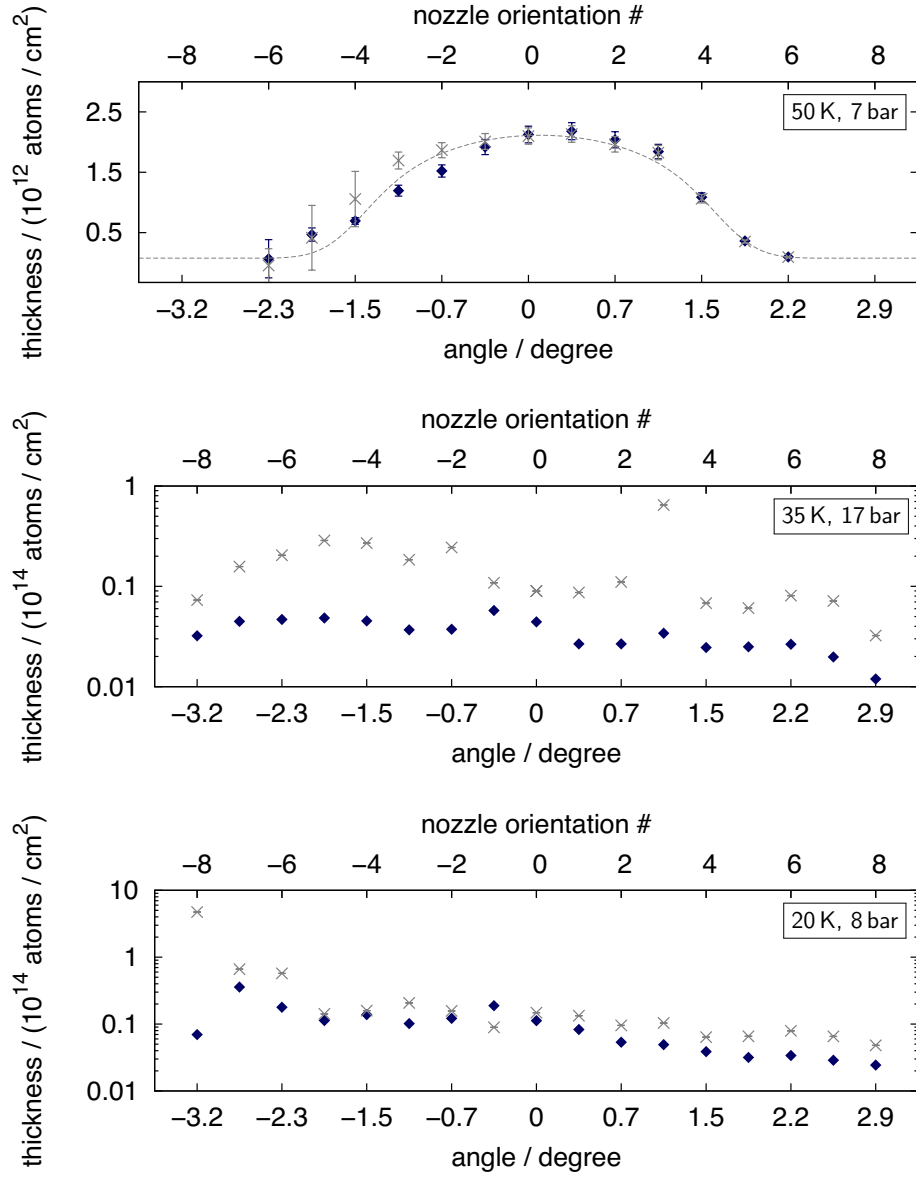 nozzle orientation #
−8 −6 −4 −2 0 2 4 6 8
thickness / (10^12 atoms / cm^2)
2.5
1.5
0.5
50 K, 7 bar
−3.2 −2.3 −1.5 −0.7 0 0.7 1.5 2.2 2.9
angle / degree
nozzle orientation #
−8 −6 −4 −2 0 2 4 6 8
thickness / (10^14 atoms / cm^2)
1
0.1
0.01
35 K, 17 bar
−3.2 −2.3 −1.5 −0.7 0 0.7 1.5 2.2 2.9
angle / degree
nozzle orientation #
−8 −6 −4 −2 0 2 4 6 8
thickness / (10^14 atoms / cm^2)
10
1
0.1
0.01
20 K, 8 bar
−3.2 −2.3 −1.5 −0.7 0 0.7 1.5 2.2 2.9
angle / degree